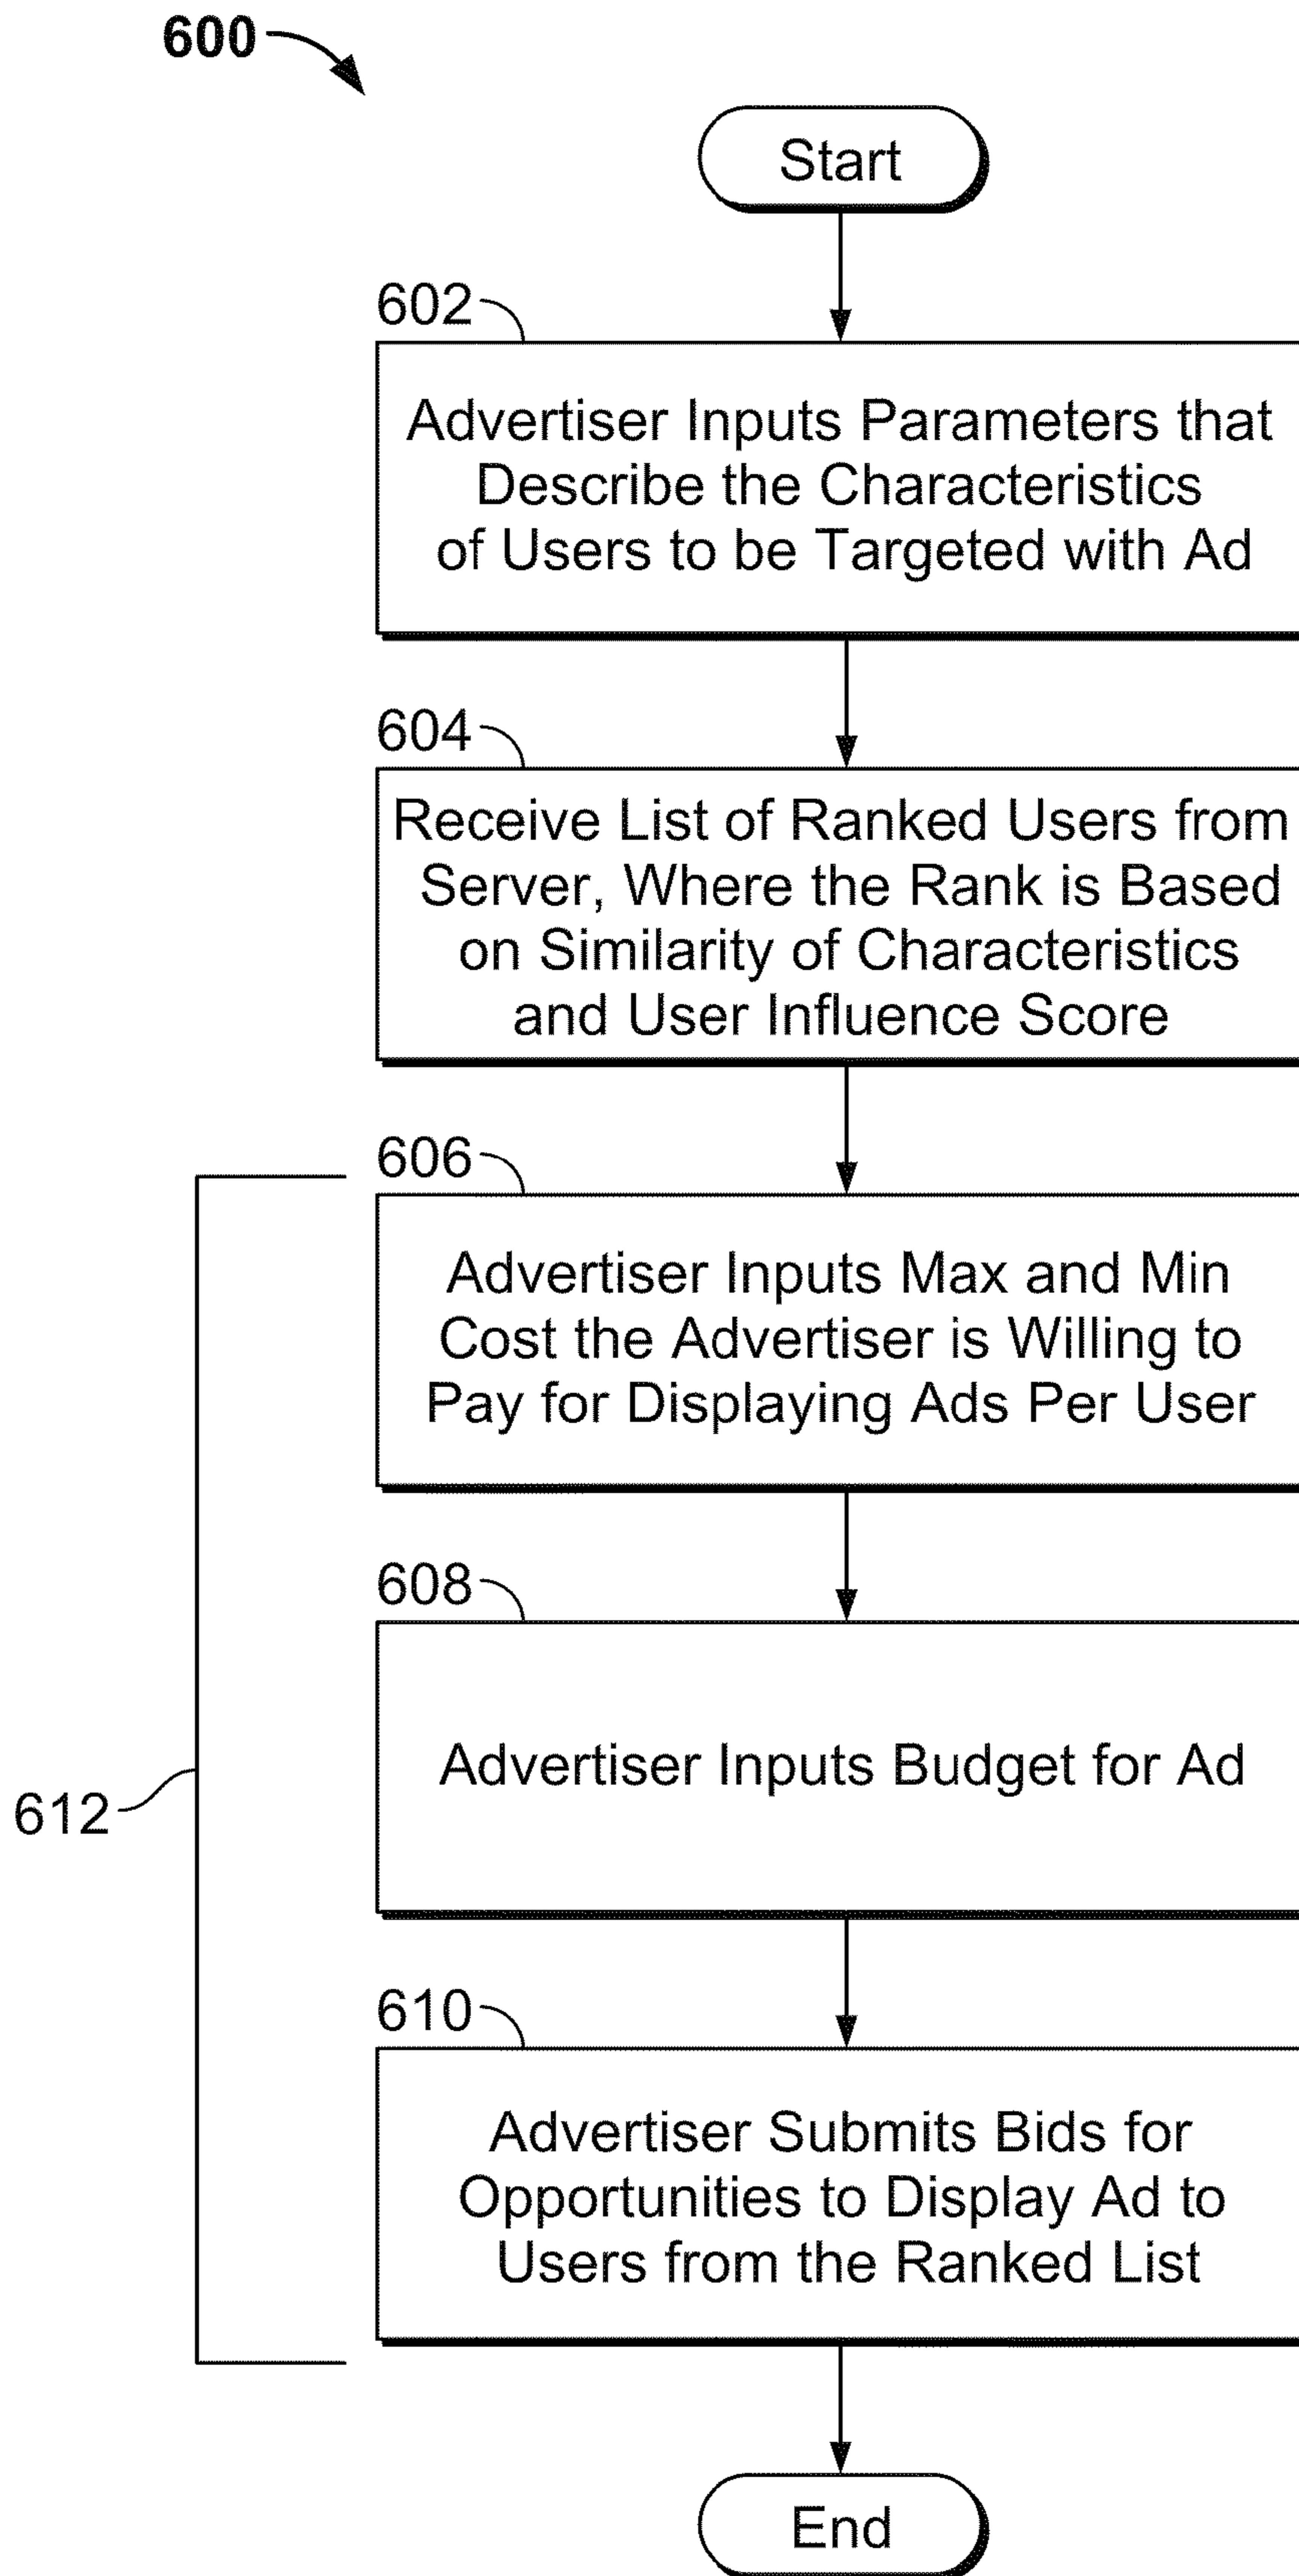 600
Start
602
Advertiser Inputs Parameters that
Describe the Characteristics
of Users to be Targeted with Ad
604
Receive List of Ranked Users from
Server, Where the Rank is Based
on Similarity of Characteristics
and User Influence Score
606
Advertiser Inputs Max and Min
Cost the Advertiser is Willing to
Pay for Displaying Ads Per User
608
Advertiser Inputs Budget for Ad
612
610
Advertiser Submits Bids for
Opportunities to Display Ad to
Users from the Ranked List
End